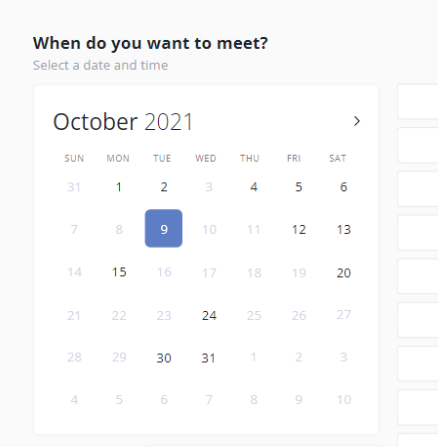 When do you want to meet?
Select a date and time
October 2021 >
SUN MON TUE WED THU FRI SAT
31 1 2 3 4 5 6
7 8 9 10 11 12 13
14 15 16 17 18 19 20
21 22 23 24 25 26 27
28 29 30 31 1 2 3
4 5 6 7 8 9 10